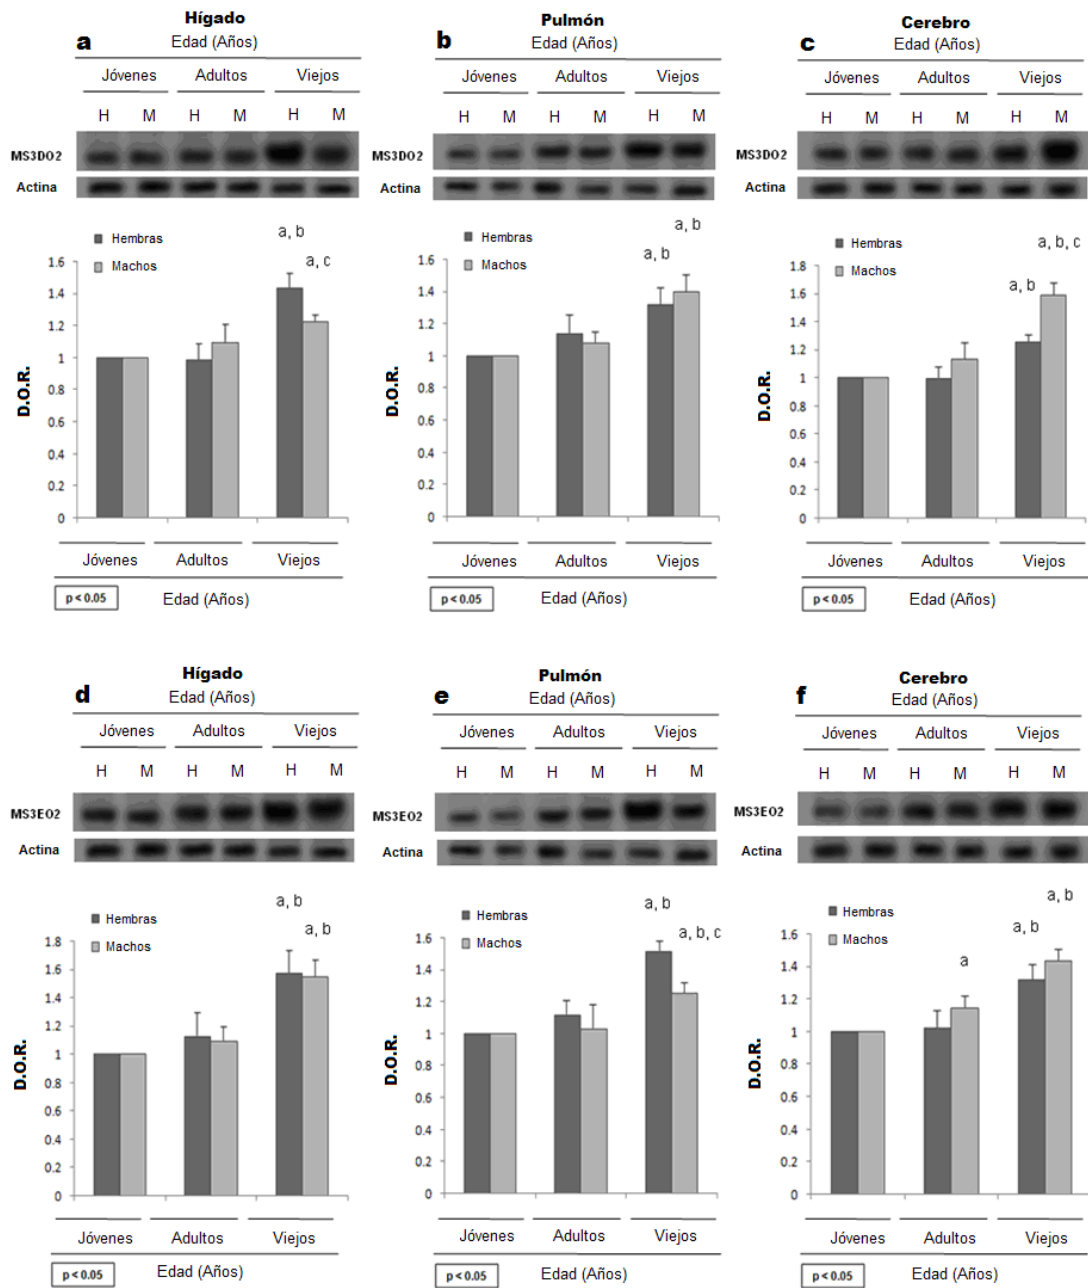 Hígado
a
Edad (Años)
Jóvenes Adultos Viejos
H M H M H M
MS3DO2
Actina
a, b
Hembras
Machos
a, c
1.6
1.4
1.2
1
0.8
0.6
0.4
0.2
0
D.O.R.
Jóvenes Adultos Viejos
p < 0.05 Edad (Años)
Pulmón
b
Edad (Años)
Jóvenes Adultos Viejos
H M H M H M
MS3DO2
Actina
a, b
Hembras
a, b
Machos
1.6
1.4
1.2
1
0.8
0.6
0.4
0.2
0
D.O.R.
Jóvenes Adultos Viejos
p < 0.05 Edad (Años)
Cerebro
c
Edad (Años)
Jóvenes Adultos Viejos
H M H M H M
MS3DO2
Actina
Hembras
a, b, c
Machos
a, b
1.8
1.6
1.4
1.2
1
0.8
0.6
0.4
0.2
0
D.O.R.
Jóvenes Adultos Viejos
p < 0.05 Edad (Años)
Hígado
d
Edad (Años)
Jóvenes Adultos Viejos
H M H M H M
MS3EO2
Actina
a, b
Hembras
a, b
Machos
1.8
1.6
1.4
1.2
1
0.8
0.6
0.4
0.2
0
D.O.R.
Jóvenes Adultos Viejos
p < 0.05 Edad (Años)
Pulmón
e
Edad (Años)
Jóvenes Adultos Viejos
H M H M H M
MS3EO2
Actina
a, b
Hembras
a, b, c
Machos
1.6
1.4
1.2
1
0.8
0.6
0.4
0.2
0
D.O.R.
Jóvenes Adultos Viejos
p < 0.05 Edad (Años)
Cerebro
f
Edad (Años)
Jóvenes Adultos Viejos
H M H M H M
MS3EO2
Actina
a, b
Hembras
a, b
Machos
a
1.6
1.4
1.2
1
0.8
0.6
0.4
0.2
0
D.O.R.
Jóvenes Adultos Viejos
p < 0.05 Edad (Años)